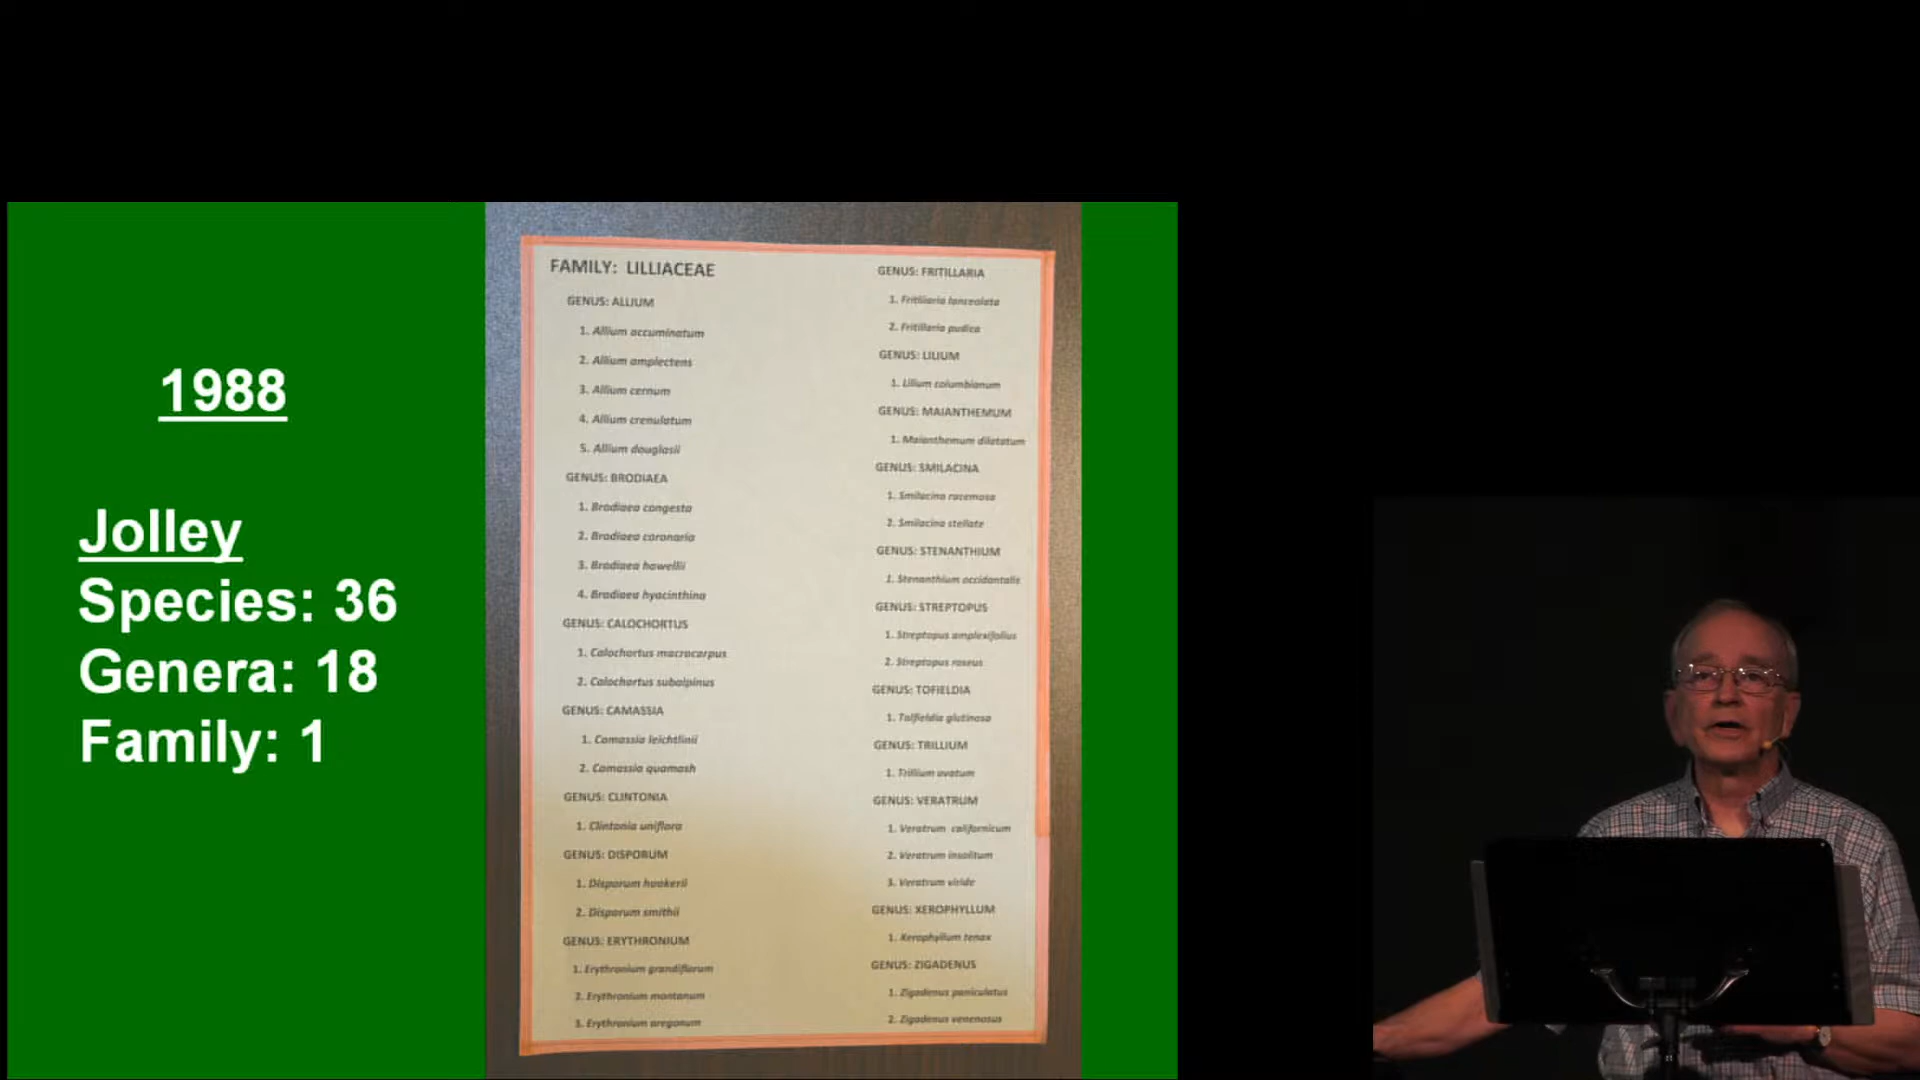 1988
Jolley
Species: 36
Genera: 18
Family: 1
FAMILY: LILLIACEAE
GENUS: ALLIUM
1. Allium accuminatum
2. Allium amplectens
3. Allium cernum
4. Allium crenulatum
5. Allium douglasii
GENUS: BRODIAEA
1. Brodiaea congesta
2. Brodiaea coronaria
3. Brodiaea howellii
4. Brodiaea hyacinthina
GENUS: CALOCHORTUS
1. Calochortus macrocarpus
2. Calochortus subalpinus
GENUS: CAMASSIA
1. Camassia leichtlinii
2. Camassia quamash
GENUS: CLINTONIA
1. Clintonia uniflora
GENUS: DISPORUM
1. Disporum hookerii
2. Disporum smithii
GENUS: ERYTHRONIUM
1. Erythronium grandiflorum
2. Erythronium montanum
3. Erythronium oregonum
GENUS: FRITILLARIA
1. Fritillaria lanceolata
2. Fritillaria pudica
GENUS: LILIUM
1. Lilium columbianum
GENUS: MAIANTHEMUM
1. Maianthemum dilatatum
GENUS: SMILACINA
1. Smilacina racemosa
2. Smilacina stellate
GENUS: STENANTHIUM
1. Stenanthium occidentalis
GENUS: STREPTOPUS
1. Streptopus amplexifolius
2. Streptopus roseus
GENUS: TOFIELDIA
1. Tolfieldia glutinosa
GENUS: TRILLIUM
1. Trillium ovatum
GENUS: VERATRUM
1. Veratrum californicum
2. Veratrum insolitum
3. Veratrum viride
GENUS: XEROPHYLLUM
1. Xerophyllum tenax
GENUS: ZIGADENUS
1. Zigadenus paniculatus
2. Zigadenus venenosus